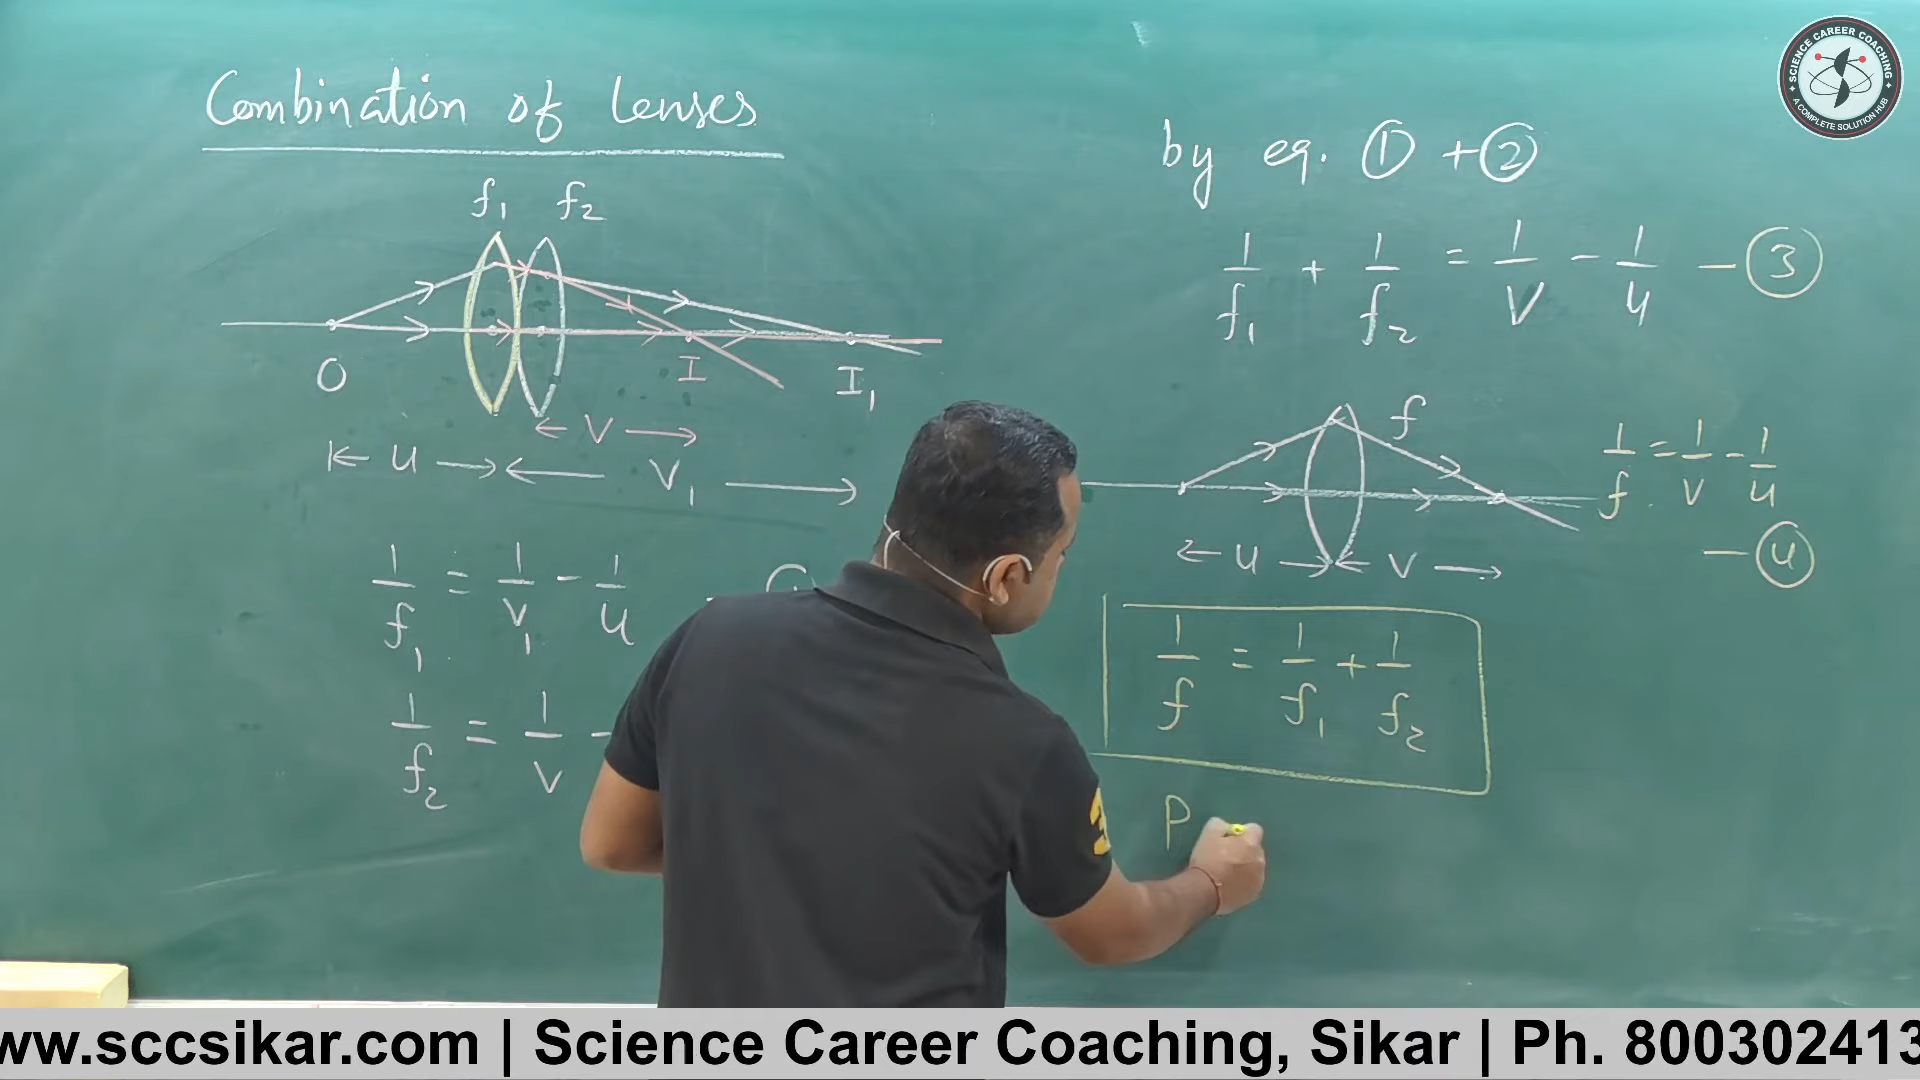 Combination of lenses
f₁ f₂
O I I₁
v
u v₁
1/f₁ = 1/v₁ - 1/u
1/f₂ = 1/v -
by eq. ① + ②
1/f₁ + 1/f₂ = 1/v - 1/u - ③
f
1/f = 1/v - 1/u
- ④
u v
1/f = 1/f₁ + 1/f₂
P
3
SCIENCE CAREER COACHING
A COMPLETE SOLUTION HUB
ww.sccsikar.com | Science Career Coaching, Sikar | Ph. 800302413